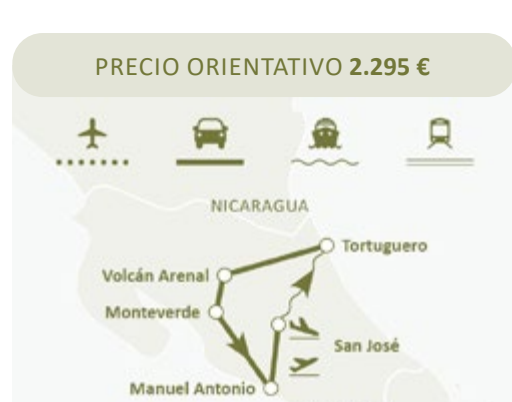 PRECIO ORIENTATIVO 2.295 €
NICARAGUA
Tortuguero
Volcán Arenal
Monteverde
San José
Manuel Antonio